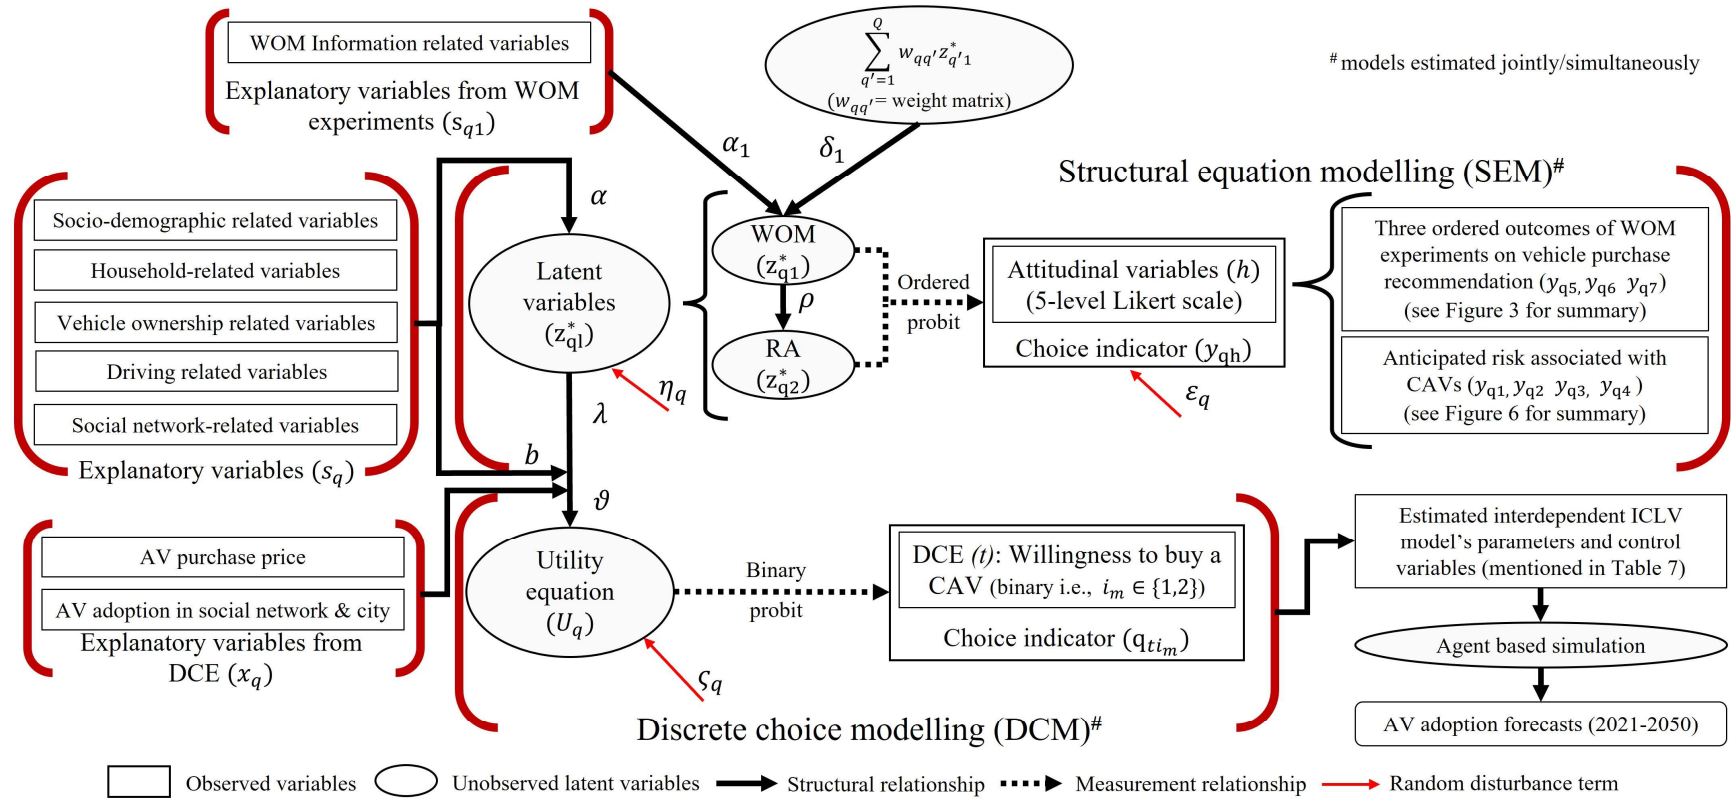 WOM Information related variables
Explanatory variables from WOM
experiments (s_q1)
∑_{q'=1}^{Q} w_{qq'} z*_{q'1}
(w_{qq'}= weight matrix)
# models estimated jointly/simultaneously
α_1
δ_1
Structural equation modelling (SEM)#
Socio-demographic related variables
Household-related variables
Vehicle ownership related variables
Driving related variables
Social network-related variables
Explanatory variables (s_q)
α
Latent
variables
(z*_ql)
η_q
λ
b
ϑ
WOM
(z*_q1)
ρ
RA
(z*_q2)
Ordered
probit
Attitudinal variables (h)
(5-level Likert scale)
Choice indicator (y_qh)
ε_q
Three ordered outcomes of WOM
experiments on vehicle purchase
recommendation (y_q5, y_q6 y_q7)
(see Figure 3 for summary)
Anticipated risk associated with
CAVs (y_q1, y_q2 y_q3, y_q4 )
(see Figure 6 for summary)
AV purchase price
AV adoption in social network & city
Explanatory variables from
DCE (x_q)
Utility
equation
(U_q)
ς_q
Binary
probit
DCE (t): Willingness to buy a
CAV (binary i.e., i_m ∈ {1,2})
Choice indicator (q_{ti_m})
Discrete choice modelling (DCM)#
Estimated interdependent ICLV
model's parameters and control
variables (mentioned in Table 7)
Agent based simulation
AV adoption forecasts (2021-2050)
Observed variables
Unobserved latent variables
Structural relationship
Measurement relationship
Random disturbance term